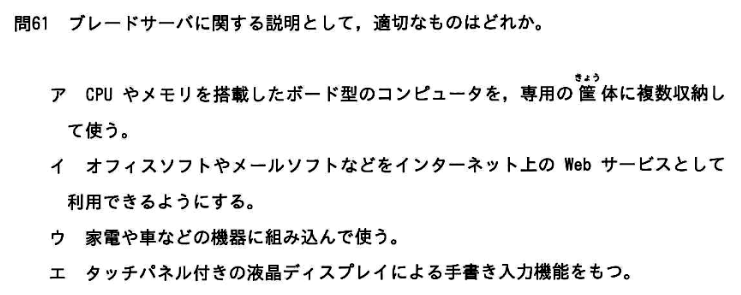 問61 ブレードサーバに関する説明として，適切なものはどれか。
ア CPU やメモリを搭載したボード型のコンピュータを，専用の筐体に複数収納し
きょう
て使う。
イ オフィスソフトやメールソフトなどをインターネット上の Web サービスとして
利用できるようにする。
ウ 家電や車などの機器に組み込んで使う。
エ タッチパネル付きの液晶ディスプレイによる手書き入力機能をもつ。